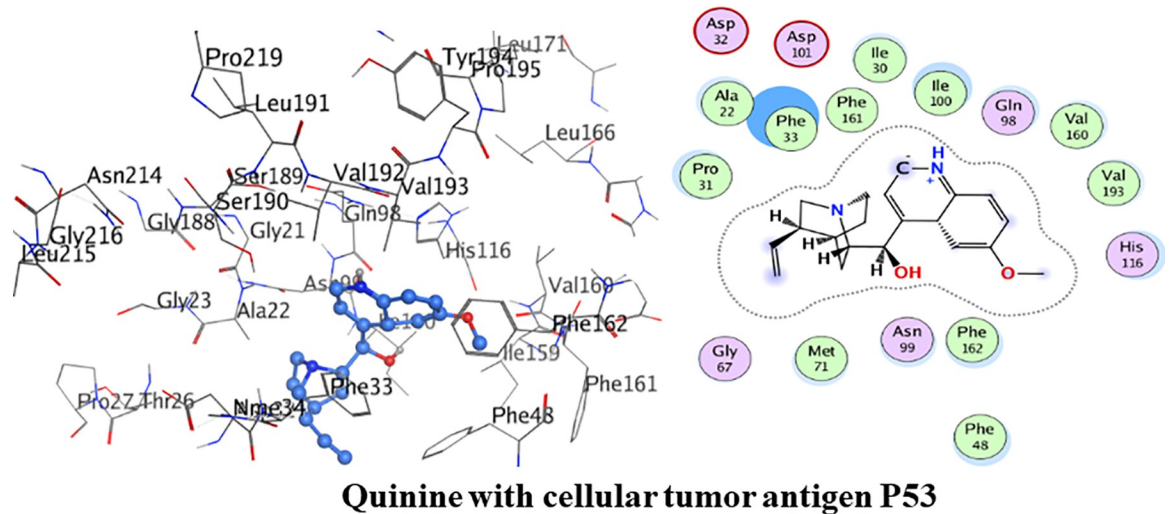 Pro219
Leu191
Tyr194
Leu171
Pro195
Leu166
Asn214
Ser189
Val192
Ser190
Val193
Gly188
Gln98
Gly216
Gly21
Leu215
His116
Gly23
Ala22
Phe162
Ile159
Phe161
Phe33
Pro27
Thr26
Nme34
Phe48
Asp
32
Asp
101
Ile
30
Ile
100
Ala
22
Phe
33
Phe
161
Gln
98
Val
160
Pro
31
Val
193
C-
NH
+
N
H
H
H
H
OH
O
His
116
Gly
67
Met
71
Asn
99
Phe
162
Phe
48
Quinine with cellular tumor antigen P53